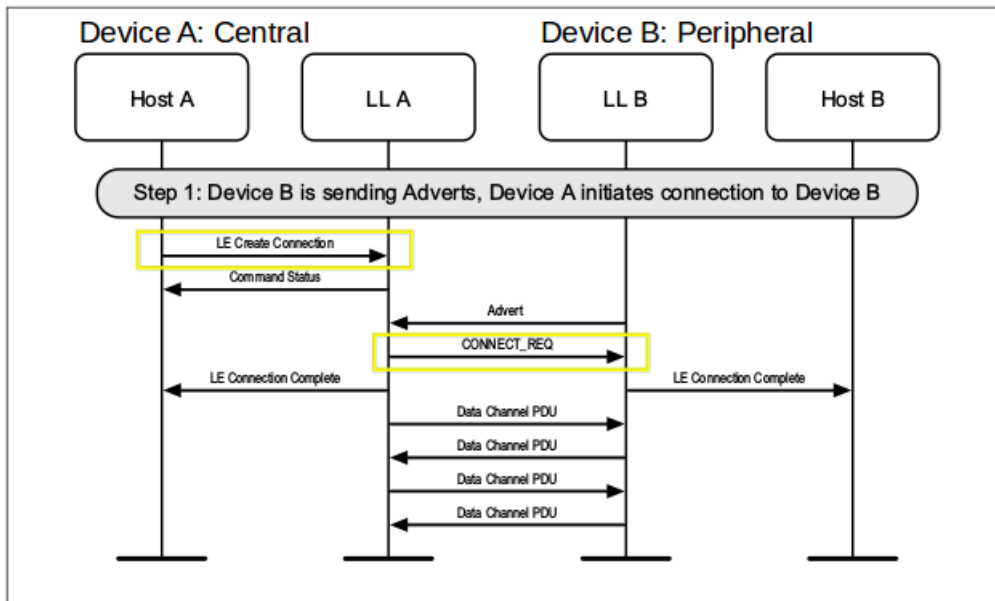 Device A: Central
Device B: Peripheral
Host A
LL A
LL B
Host B
Step 1: Device B is sending Adverts, Device A initiates connection to Device B
LE Create Connection
Command Status
Advert
CONNECT_REQ
LE Connection Complete
LE Connection Complete
Data Channel PDU
Data Channel PDU
Data Channel PDU
Data Channel PDU